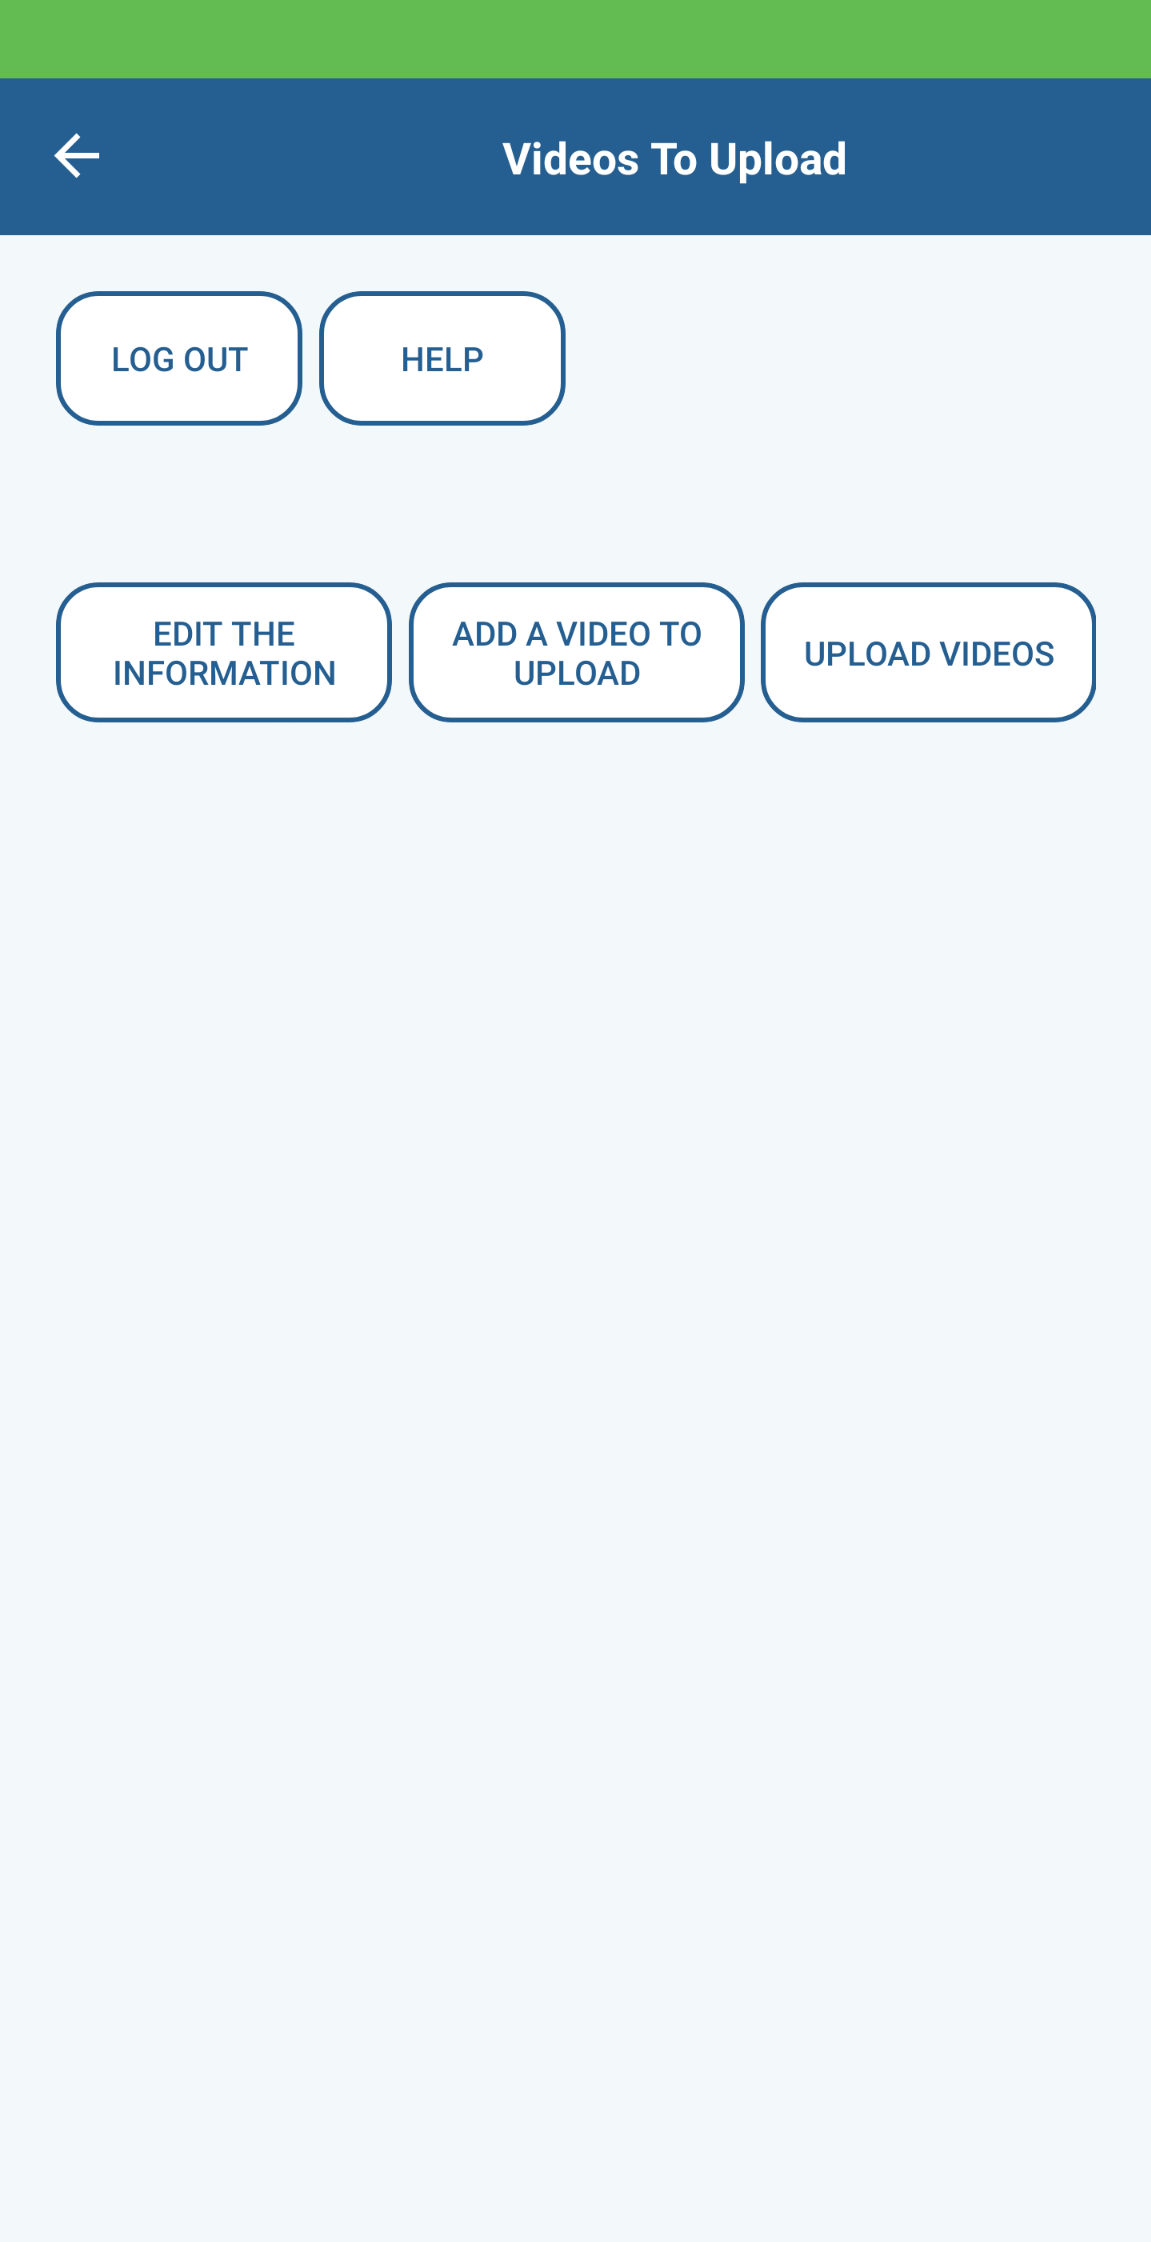 Videos To Upload
LOG OUT
HELP
EDIT THE
INFORMATION
ADD A VIDEO TO
UPLOAD
UPLOAD VIDEOS